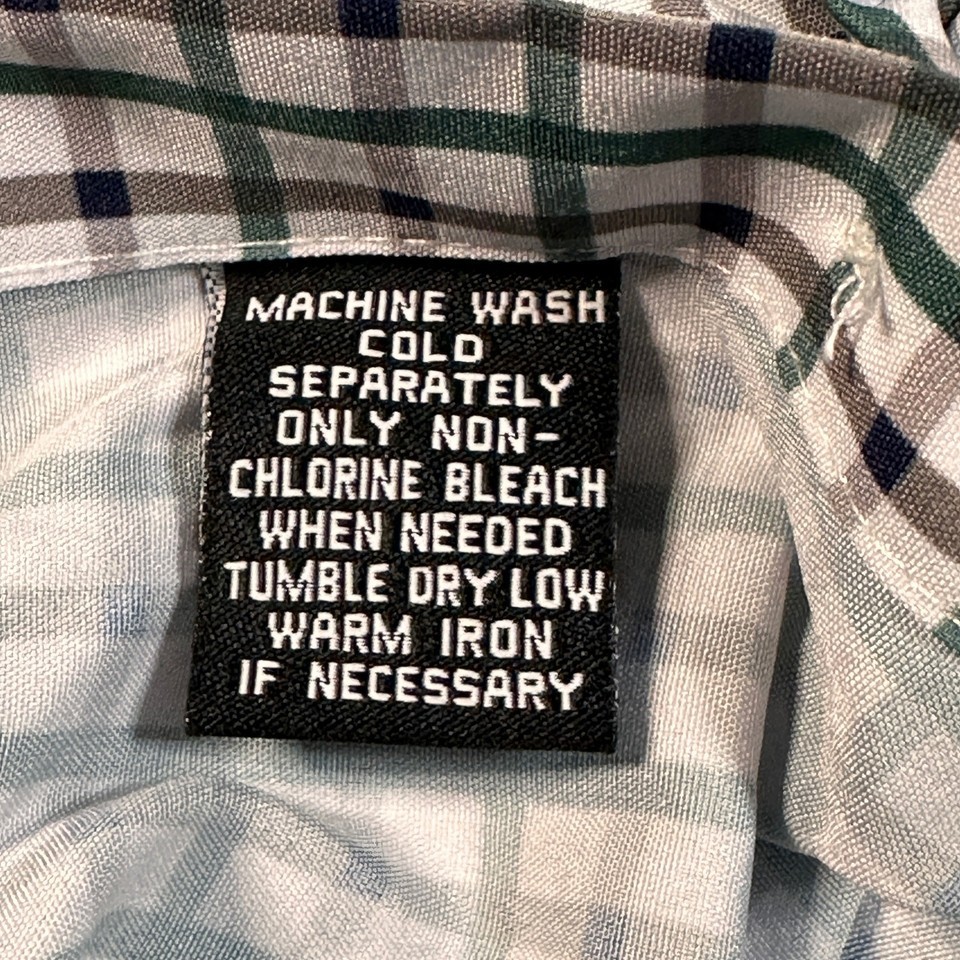 MACHINE WASH
COLD
SEPARATELY
ONLY NON-
CHLORINE BLEACH
WHEN NEEDED
TUMBLE DRY LOW
WARM IRON
IF NECESSARY